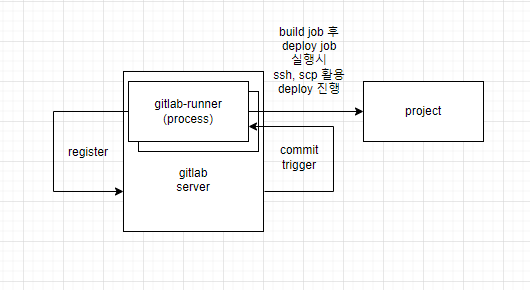 build job 후
deploy job
실행시
ssh, scp 활용
deploy 진행
gitlab-runner
(process)
project
register
commit
trigger
gitlab
server